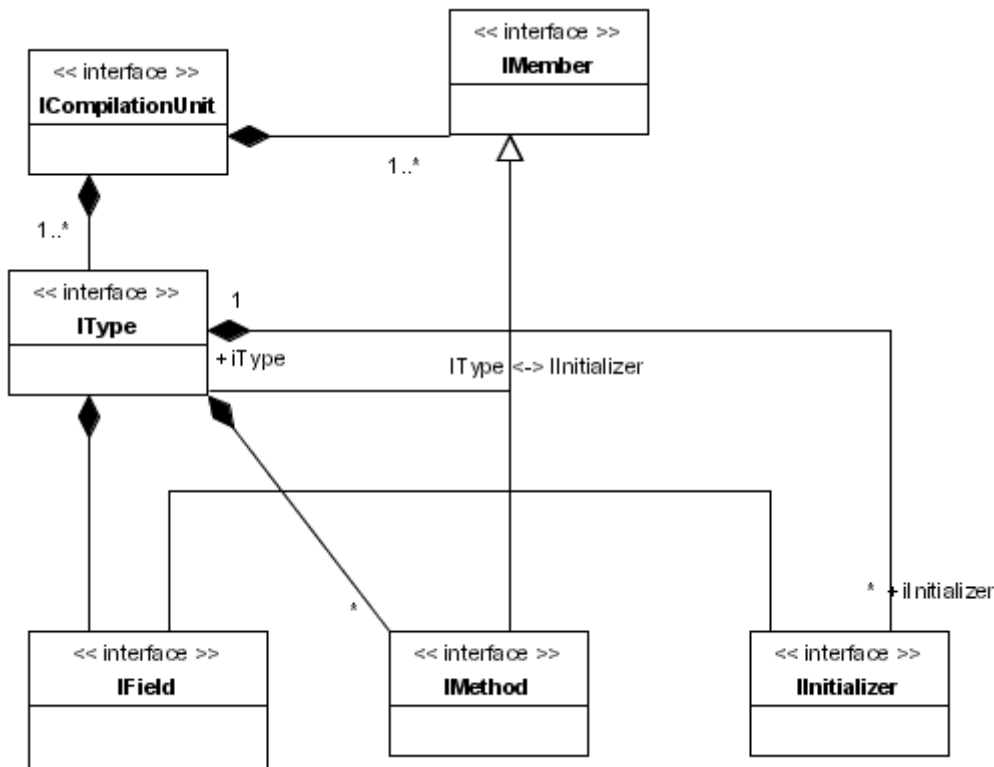 << interface >>
IMember
<< interface >>
ICompilationUnit
1..*
1..*
<< interface >>
IType
1
+ iType
IType <-> IInitializer
*
* + iInitializer
<< interface >>
IField
<< interface >>
IMethod
<< interface >>
IInitializer